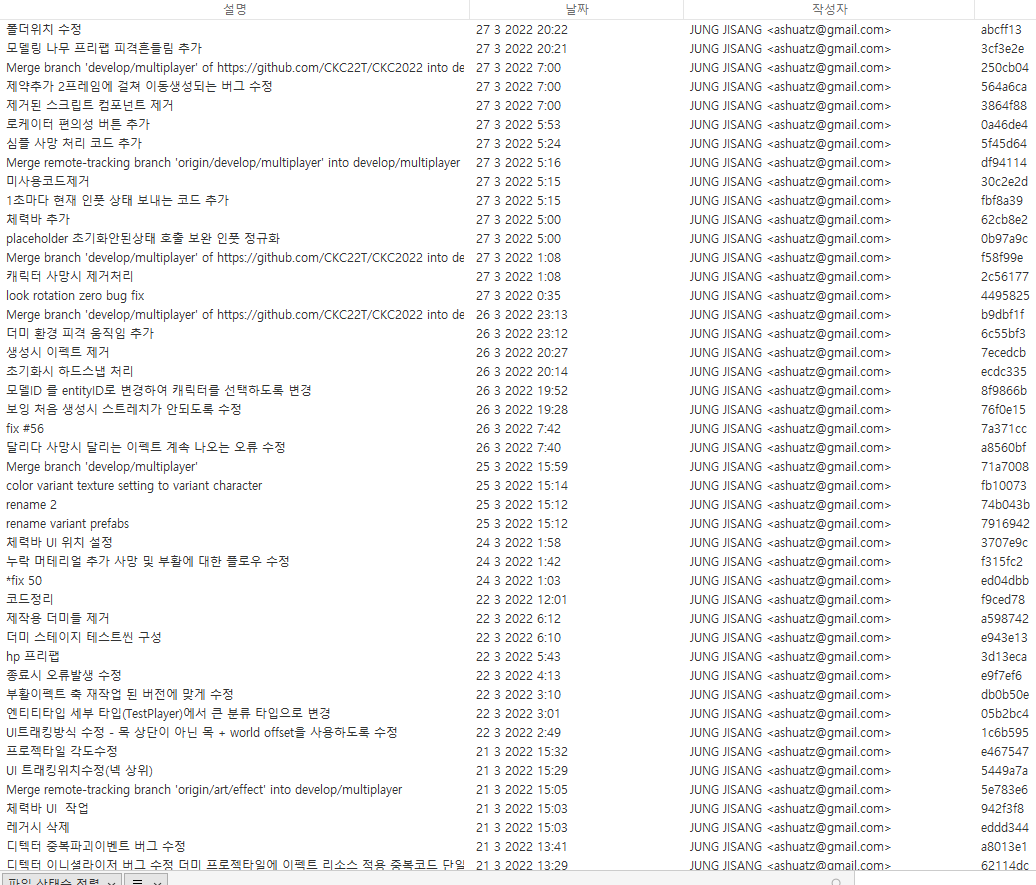 설명 날짜 작성자
폴더위치 수정 27 3 2022 20:22 JUNG JISANG <ashuatz@gmail.com> abcff13
모델링 나무 프리팹 피격흔들림 추가 27 3 2022 20:21 JUNG JISANG <ashuatz@gmail.com> 3cf3e2e
Merge branch 'develop/multiplayer' of https://github.com/CKC22T/CKC2022 into de 27 3 2022 7:00 JUNG JISANG <ashuatz@gmail.com> 250cb04
제약추가 2프레임에 걸쳐 이동생성되는 버그 수정 27 3 2022 7:00 JUNG JISANG <ashuatz@gmail.com> 564a6ca
제거된 스크립트 컴포넌트 제거 27 3 2022 7:00 JUNG JISANG <ashuatz@gmail.com> 3864f88
로케이터 편의성 버튼 추가 27 3 2022 5:53 JUNG JISANG <ashuatz@gmail.com> 0a46de4
심플 사망 처리 코드 추가 27 3 2022 5:24 JUNG JISANG <ashuatz@gmail.com> 5f45d64
Merge remote-tracking branch 'origin/develop/multiplayer' into develop/multiplayer 27 3 2022 5:16 JUNG JISANG <ashuatz@gmail.com> df94114
미사용코드제거 27 3 2022 5:15 JUNG JISANG <ashuatz@gmail.com> 30c2e2d
1초마다 현재 인풋 상태 보내는 코드 추가 27 3 2022 5:15 JUNG JISANG <ashuatz@gmail.com> fbf8a39
체력바 추가 27 3 2022 5:00 JUNG JISANG <ashuatz@gmail.com> 62cb8e2
placeholder 초기화안된상태 호출 보완 인풋 정규화 27 3 2022 5:00 JUNG JISANG <ashuatz@gmail.com> 0b97a9c
Merge branch 'develop/multiplayer' of https://github.com/CKC22T/CKC2022 into de 27 3 2022 1:08 JUNG JISANG <ashuatz@gmail.com> f58f99e
캐릭터 사망시 제거처리 27 3 2022 1:08 JUNG JISANG <ashuatz@gmail.com> 2c56177
look rotation zero bug fix 27 3 2022 0:35 JUNG JISANG <ashuatz@gmail.com> 4495825
Merge branch 'develop/multiplayer' of https://github.com/CKC22T/CKC2022 into de 26 3 2022 23:13 JUNG JISANG <ashuatz@gmail.com> b9dbf1f
더미 환경 피격 움직임 추가 26 3 2022 23:12 JUNG JISANG <ashuatz@gmail.com> 6c55bf3
생성시 이펙트 제거 26 3 2022 20:27 JUNG JISANG <ashuatz@gmail.com> 7ecedcb
초기화시 하드스냅 처리 26 3 2022 20:14 JUNG JISANG <ashuatz@gmail.com> ecdc335
모델ID 를 entityID로 변경하여 캐릭터를 선택하도록 변경 26 3 2022 19:52 JUNG JISANG <ashuatz@gmail.com> 8f9866b
보잉 처음 생성시 스트레치가 안되도록 수정 26 3 2022 19:28 JUNG JISANG <ashuatz@gmail.com> 76f0e15
fix #56 26 3 2022 7:42 JUNG JISANG <ashuatz@gmail.com> 7a371cc
달리다 사망시 달리는 이펙트 계속 나오는 오류 수정 26 3 2022 7:40 JUNG JISANG <ashuatz@gmail.com> a8560bf
Merge branch 'develop/multiplayer' 25 3 2022 15:59 JUNG JISANG <ashuatz@gmail.com> 71a7008
color variant texture setting to variant character 25 3 2022 15:14 JUNG JISANG <ashuatz@gmail.com> fb10073
rename 2 25 3 2022 15:12 JUNG JISANG <ashuatz@gmail.com> 74b043b
rename variant prefabs 25 3 2022 15:12 JUNG JISANG <ashuatz@gmail.com> 7916942
체력바 UI 위치 설정 24 3 2022 1:58 JUNG JISANG <ashuatz@gmail.com> 3707e9c
누락 머테리얼 추가 사망 및 부활에 대한 플로우 수정 24 3 2022 1:42 JUNG JISANG <ashuatz@gmail.com> f315fc2
*fix 50 24 3 2022 1:03 JUNG JISANG <ashuatz@gmail.com> ed04dbb
코드정리 22 3 2022 12:01 JUNG JISANG <ashuatz@gmail.com> f9ced78
제작용 더미들 제거 22 3 2022 6:12 JUNG JISANG <ashuatz@gmail.com> a598742
더미 스테이지 테스트씬 구성 22 3 2022 6:10 JUNG JISANG <ashuatz@gmail.com> e943e13
hp 프리팹 22 3 2022 5:43 JUNG JISANG <ashuatz@gmail.com> 3d13eca
종료시 오류발생 수정 22 3 2022 4:13 JUNG JISANG <ashuatz@gmail.com> e9f7ef6
부활이펙트 축 재작업 된 버전에 맞게 수정 22 3 2022 3:10 JUNG JISANG <ashuatz@gmail.com> db0b50e
엔티티타입 세부 타입(TestPlayer)에서 큰 분류 타입으로 변경 22 3 2022 3:01 JUNG JISANG <ashuatz@gmail.com> 05b2bc4
UI트래킹방식 수정 - 목 상단이 아닌 목 + world offset을 사용하도록 수정 22 3 2022 2:49 JUNG JISANG <ashuatz@gmail.com> 1c6b595
프로젝타일 각도수정 21 3 2022 15:32 JUNG JISANG <ashuatz@gmail.com> e467547
UI 트래킹위치수정(넥 상위) 21 3 2022 15:29 JUNG JISANG <ashuatz@gmail.com> 5449a7a
Merge remote-tracking branch 'origin/art/effect' into develop/multiplayer 21 3 2022 15:05 JUNG JISANG <ashuatz@gmail.com> 5e783e6
체력바 UI 작업 21 3 2022 15:03 JUNG JISANG <ashuatz@gmail.com> 942f3f8
레거시 삭제 21 3 2022 15:03 JUNG JISANG <ashuatz@gmail.com> eddd344
디텍터 중복파괴이벤트 버그 수정 21 3 2022 13:41 JUNG JISANG <ashuatz@gmail.com> a8013e1
디텍터 이니셜라이저 버그 수정 더미 프로젝타일에 이펙트 리소스 적용 중복코드 단일 21 3 2022 13:29 JUNG JISANG <ashuatz@gmail.com> 62114dc
파일 상태순 정렬